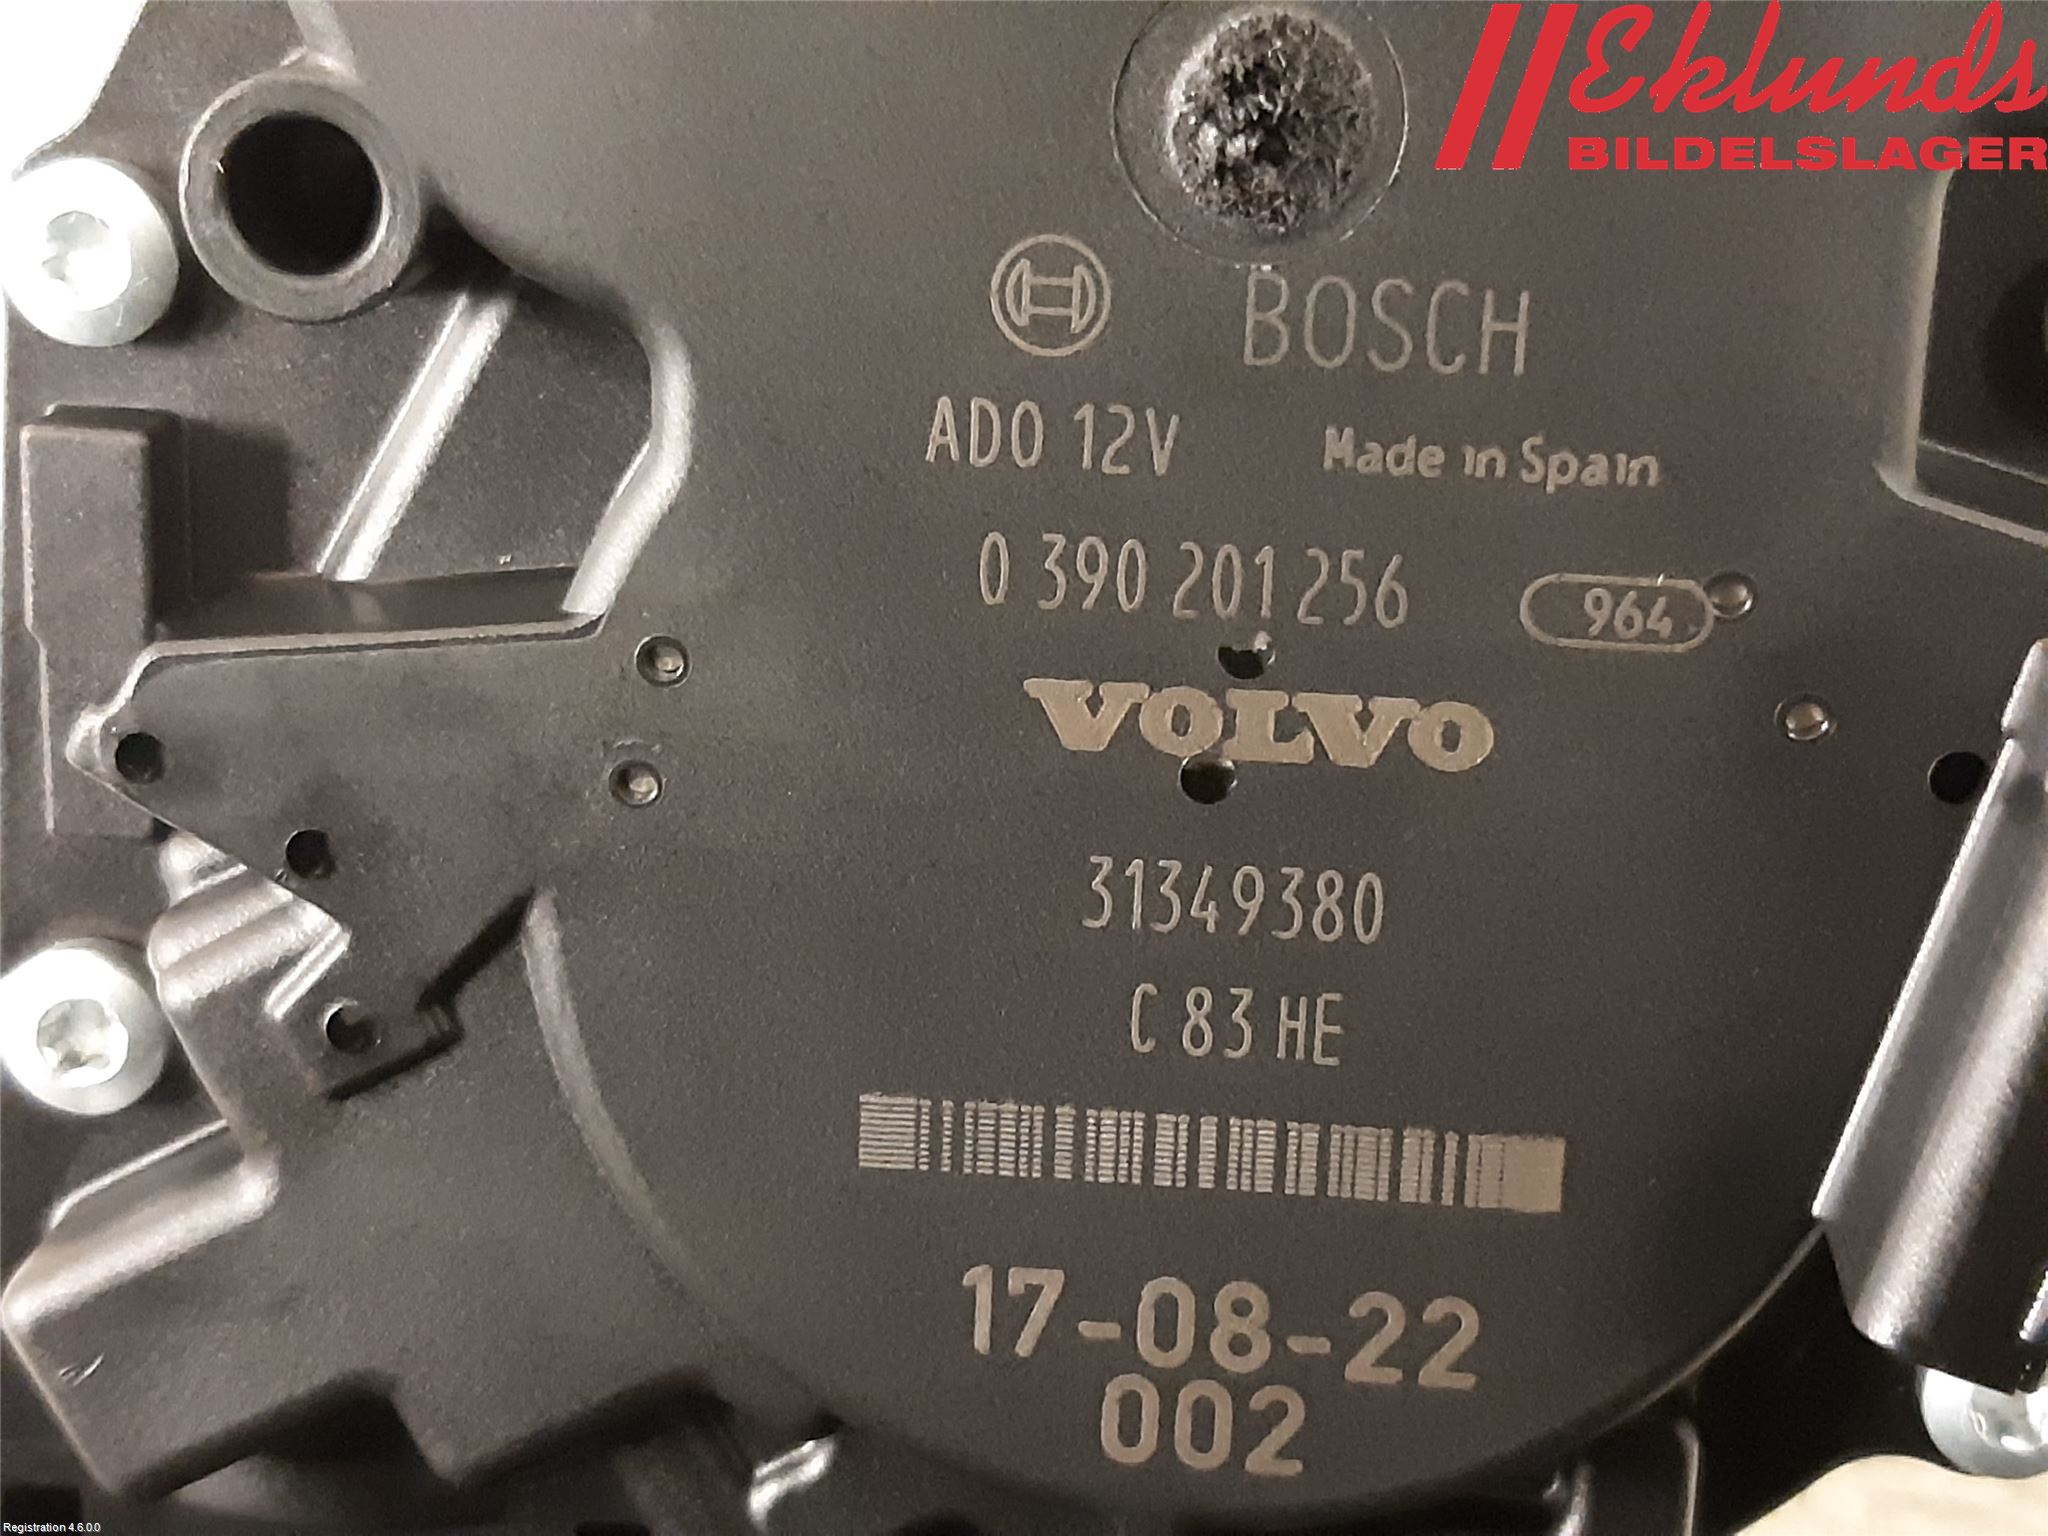 Eklunds
BILDELSLAGER
BOSCH
ADO 12V Made in Spain
0 390 201 256 964
VOLVO
31349380
C 83 HE
17-08-22
002
Registration 4.6.0.0